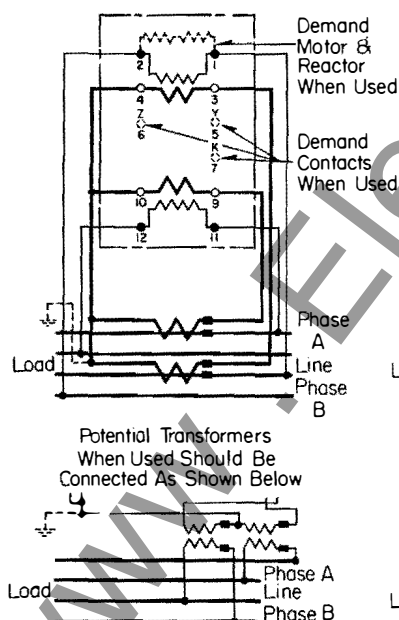 Demand
Motor &
Reactor
When Used
2 1
4 3
Z Y
6 5
K
7
Demand
Contacts
When Used
10 9
12 11
Phase
A
Load Line
Phase
B
L
Potential Transformers
When Used Should Be
Connected As Shown Below
Phase A
Load Line
Phase B
L
www.Ele